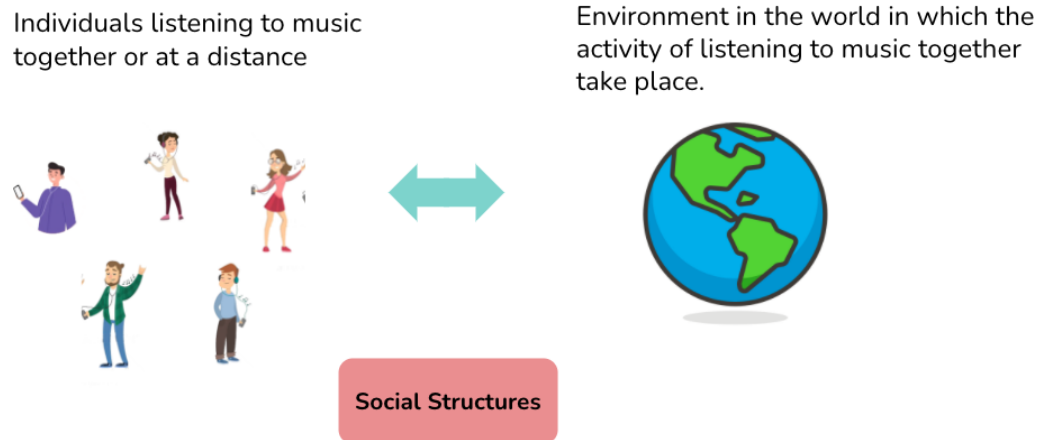 Individuals listening to music
together or at a distance
Environment in the world in which the
activity of listening to music together
take place.
Social Structures